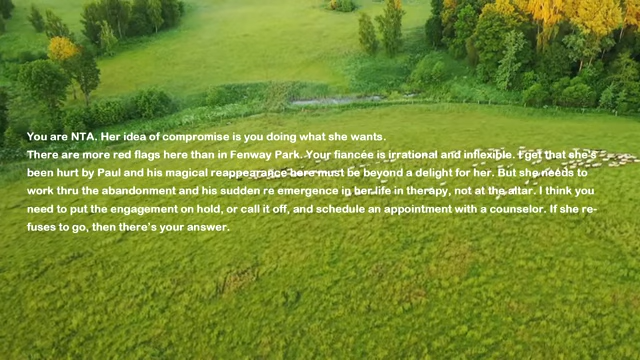 You are NTA. Her idea of compromise is you doing what she wants.
There are more red flags here than in Fenway Park. Your fiancée is irrational and inflexible. I get that she's
been hurt by Paul and his magical reappearance here must be beyond a delight for her. But she needs to
work thru the abandonment and his sudden re emergence in her life in therapy, not at the altar. I think you
need to put the engagement on hold, or call it off, and schedule an appointment with a counselor. If she re-
fuses to go, then there's your answer.